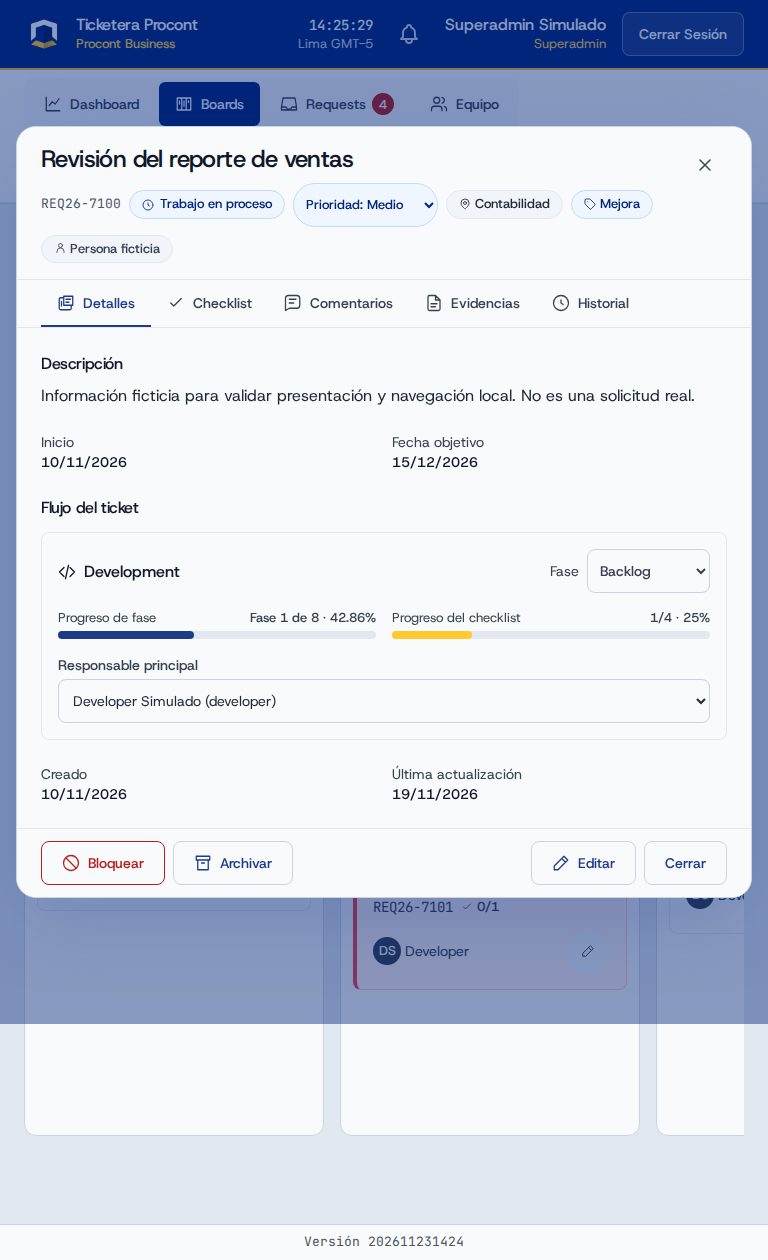 Ticketera Procont
Procont Business
14:25:29
Lima GMT-5
Superadmin Simulado
Superadmin
Cerrar Sesión
Dashboard
Boards
Requests 4
Equipo
Revisión del reporte de ventas
REQ26-7100
Trabajo en proceso
Prioridad: Medio
Contabilidad
Mejora
Persona ficticia
Detalles
Checklist
Comentarios
Evidencias
Historial
Descripción
Información ficticia para validar presentación y navegación local. No es una solicitud real.
Inicio
10/11/2026
Fecha objetivo
15/12/2026
Flujo del ticket
Development
Fase
Backlog
Progreso de fase
Fase 1 de 8 · 42.86%
Progreso del checklist
1/4 · 25%
Responsable principal
Developer Simulado (developer)
Creado
10/11/2026
Última actualización
19/11/2026
Bloquear
Archivar
Editar
Cerrar
REQ26-7101
0/1
DS Developer
Versión 202611231424